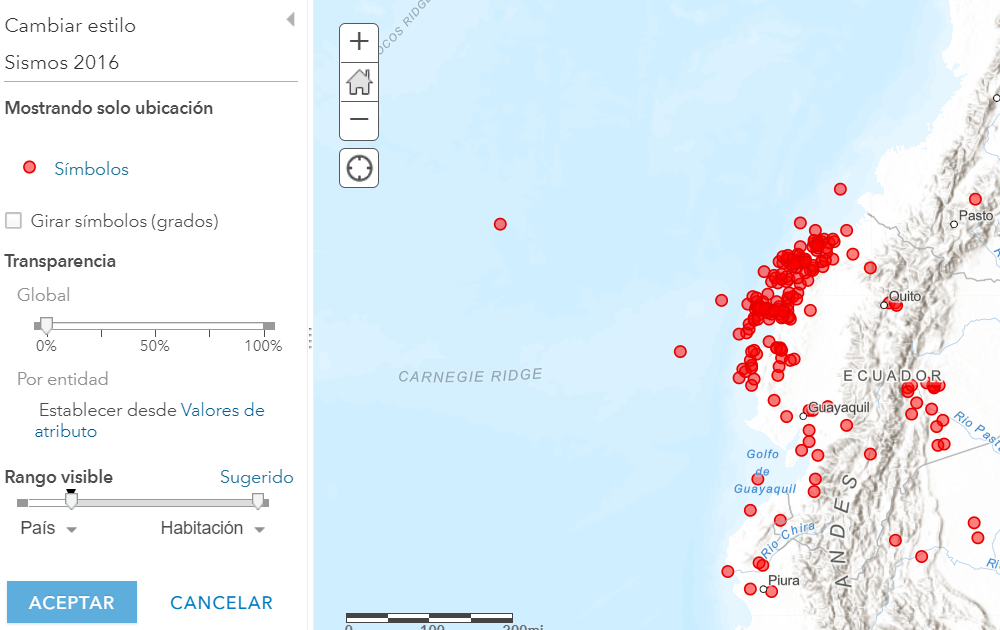 Cambiar estilo
Sismos 2016
Mostrando solo ubicación
Símbolos
Girar símbolos (grados)
Transparencia
Global
0% 50% 100%
Por entidad
Establecer desde Valores de
atributo
Rango visible Sugerido
País Habitación
ACEPTAR CANCELAR
+
−
OCOS RIDGE
Pasto
Quito
CARNEGIE RIDGE
ECUADOR
Guayaquil
Río Past
Golfo
de
Guayaquil
ANDES
Río Chira
Piura
0 100 200mi